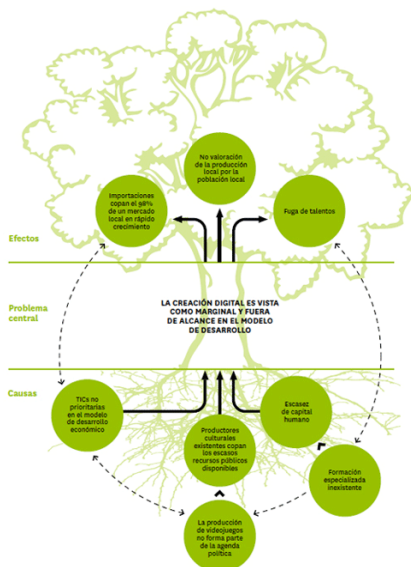 No valoración
de la producción
local por la
población local
Importaciones
copan el 98%
de un mercado
local en rápido
crecimiento
Fuga de talentos
Efectos
Problema
central
LA CREACIÓN DIGITAL ES VISTA
COMO MARGINAL Y FUERA
DE ALCANCE EN EL MODELO
DE DESARROLLO
Causas
TICs no
prioritarias
en el modelo
de desarrollo
económico
Escasez
de capital
humano
Productores
culturales
existentes copan
los escasos
recursos públicos
disponibles
Formación
especializada
inexistente
La producción
de videojuegos
no forma parte
de la agenda
política